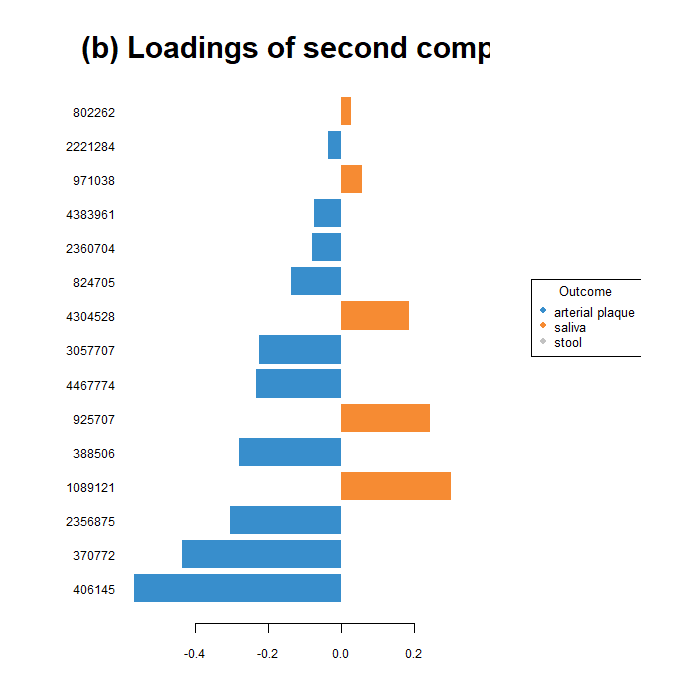 (b) Loadings of second comp
802262
2221284
971038
4383961
2360704
824705
4304528
3057707
4467774
925707
388506
1089121
2356875
370772
406145
-0.4 -0.2 0.0 0.2
Outcome
arterial plaque
saliva
stool